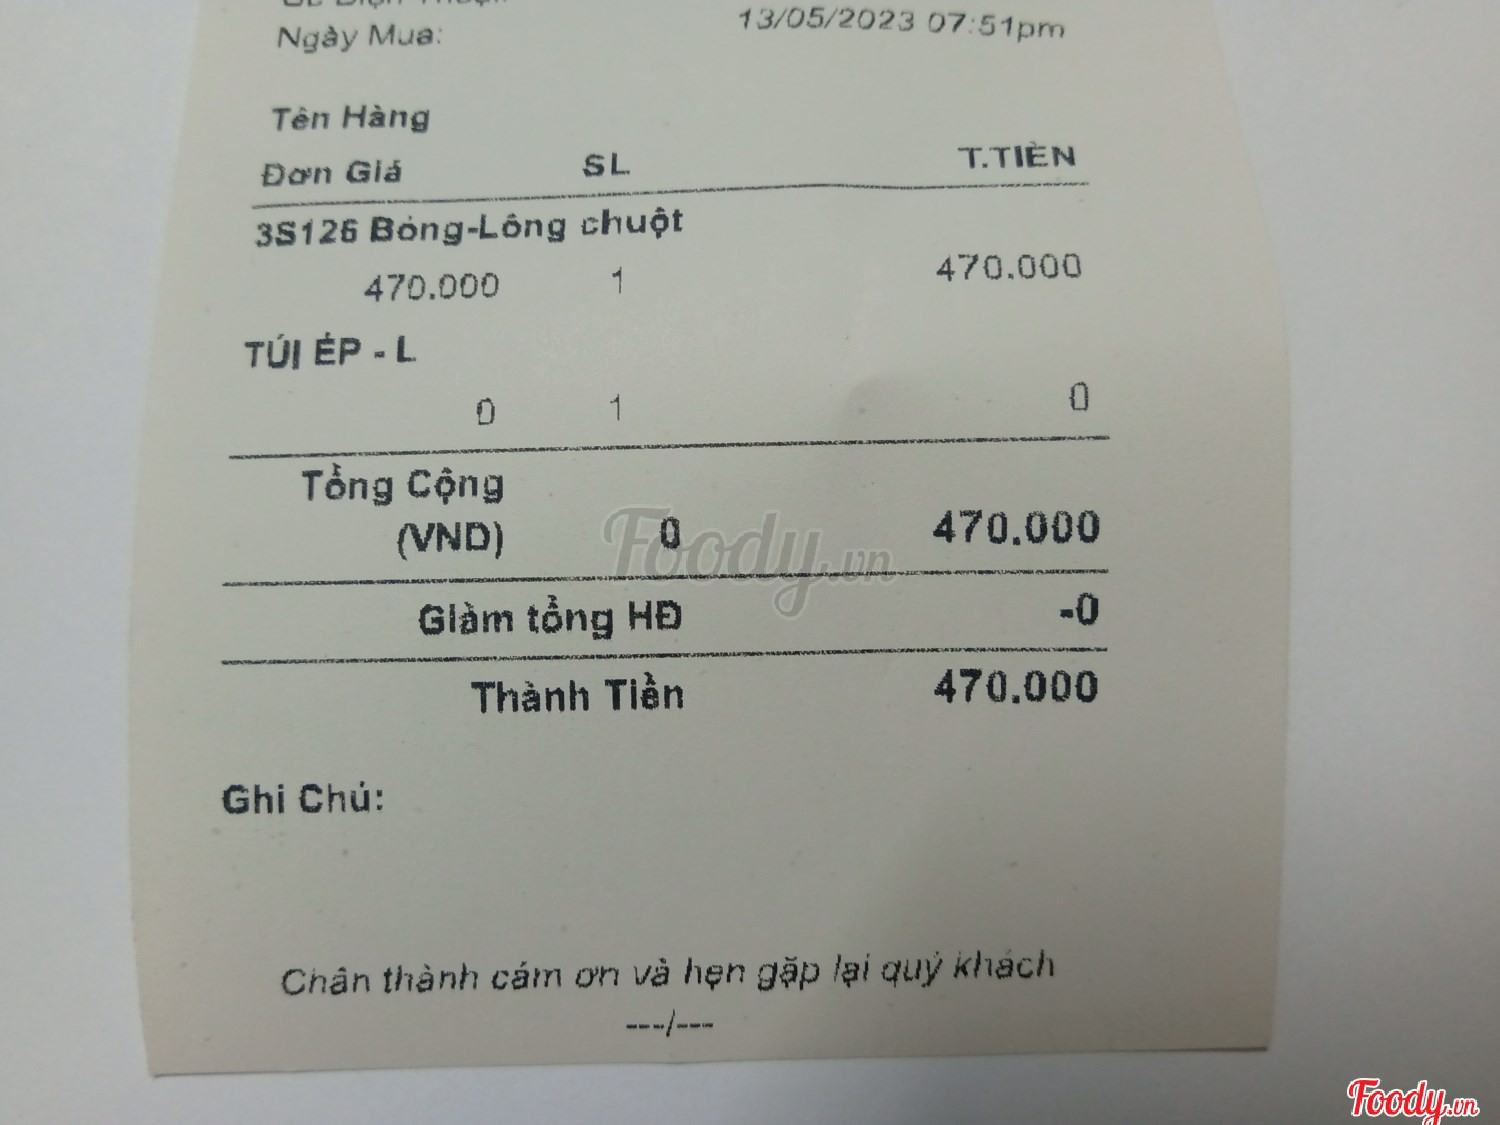 Ngày Mua: 13/05/2023 07:51pm
Tên Hàng
Đơn Giá SL T.TIỀN
3S126 Bông-Lông chuột
470.000 1 470.000
TÚI ÉP - L
0 1 0
Tổng Cộng
(VND) 0 470.000
Giảm tổng HĐ -0
Thành Tiền 470.000
Ghi Chú:
Chân thành cám ơn và hẹn gặp lại quý khách
---/---
Foody.vn
Foody.vn